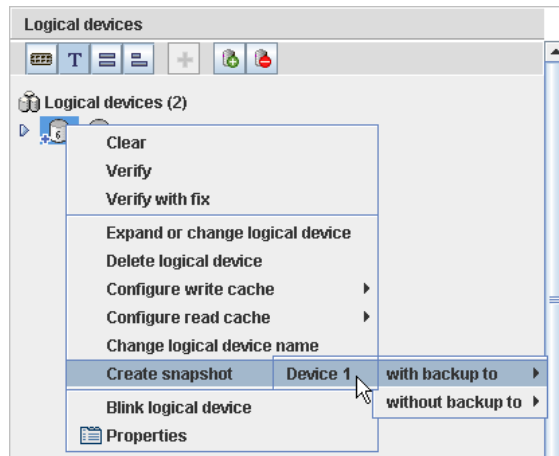 Logical devices
T
Logical devices (2)
6
Clear
Verify
Verify with fix
Expand or change logical device
Delete logical device
Configure write cache
Configure read cache
Change logical device name
Create snapshot Device 1 with backup to
without backup to
Blink logical device
Properties